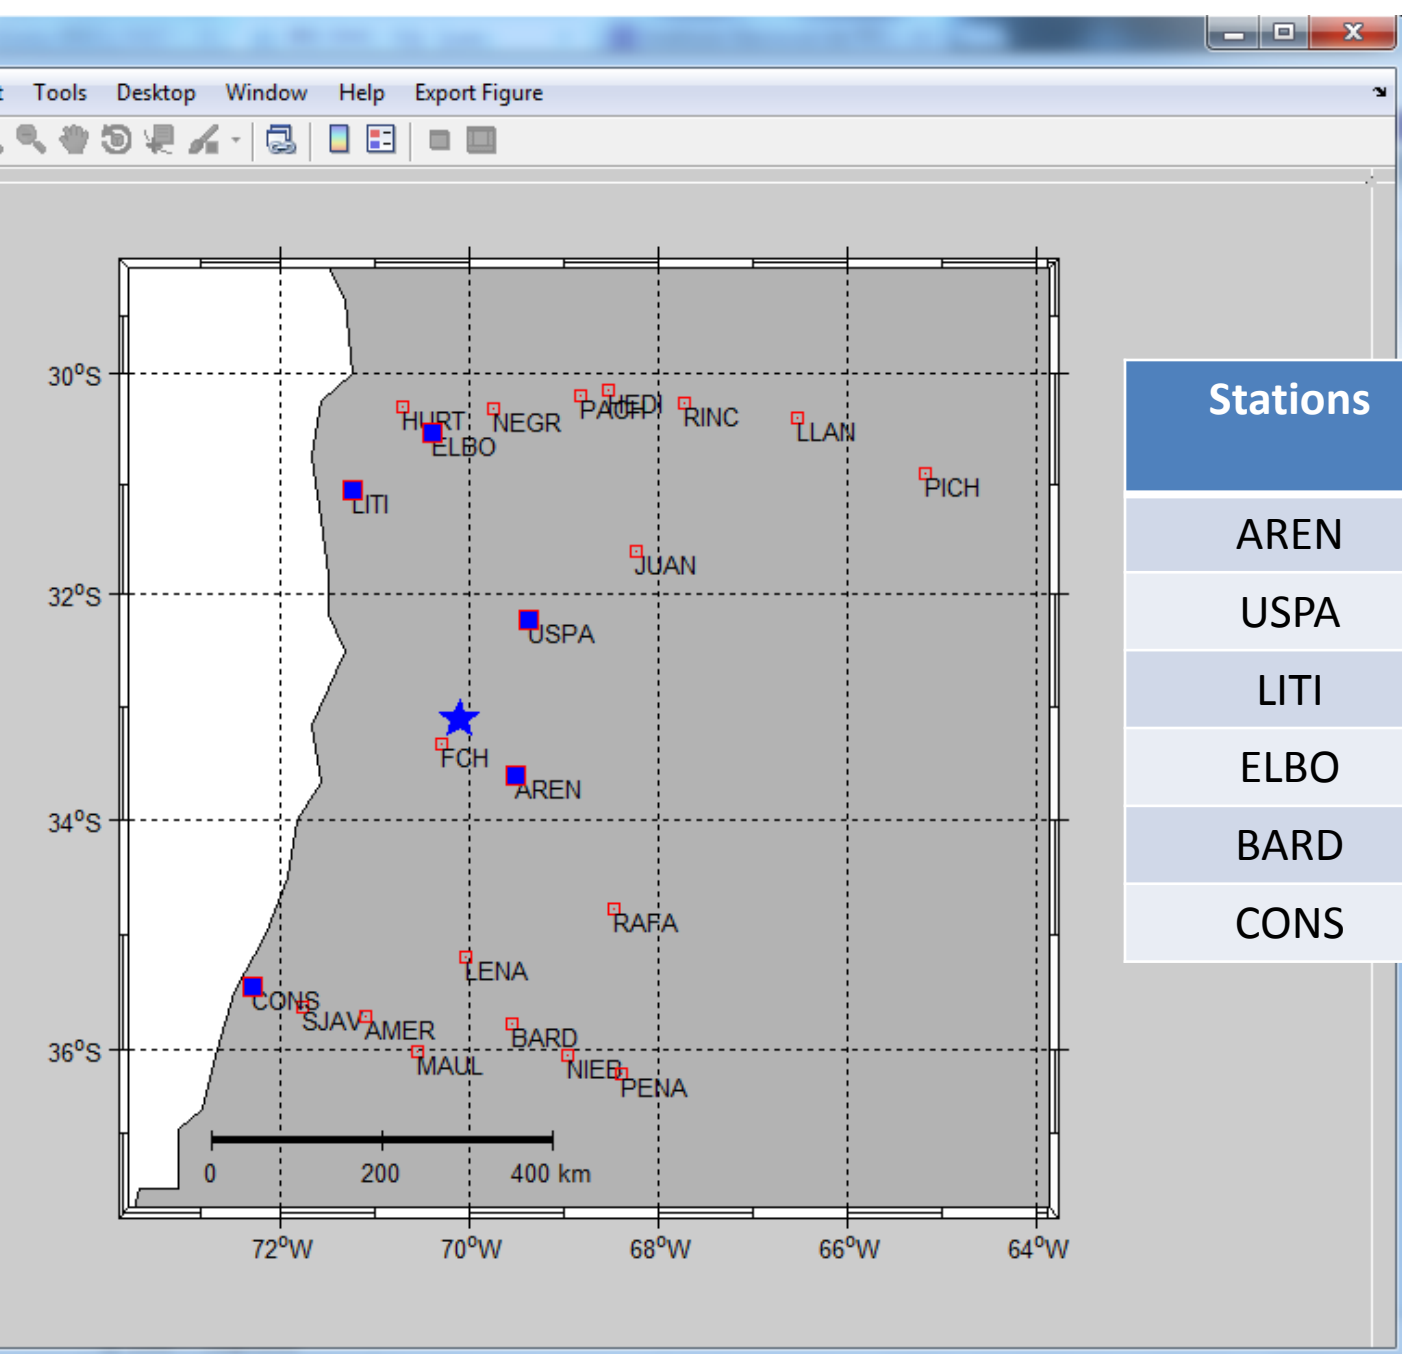 Tools Desktop Window Help Export Figure
30°S
HURT
NEGR
PACH
HEDI
RINC
LLAN
ELBO
PICH
LITI
JUAN
32°S
USPA
FCH
AREN
34°S
RAFA
LENA
CONS
SJAV
AMER
BARD
36°S
MAUL
NIEB
PENA
0 200 400 km
72°W 70°W 68°W 66°W 64°W
Stations
AREN
USPA
LITI
ELBO
BARD
CONS